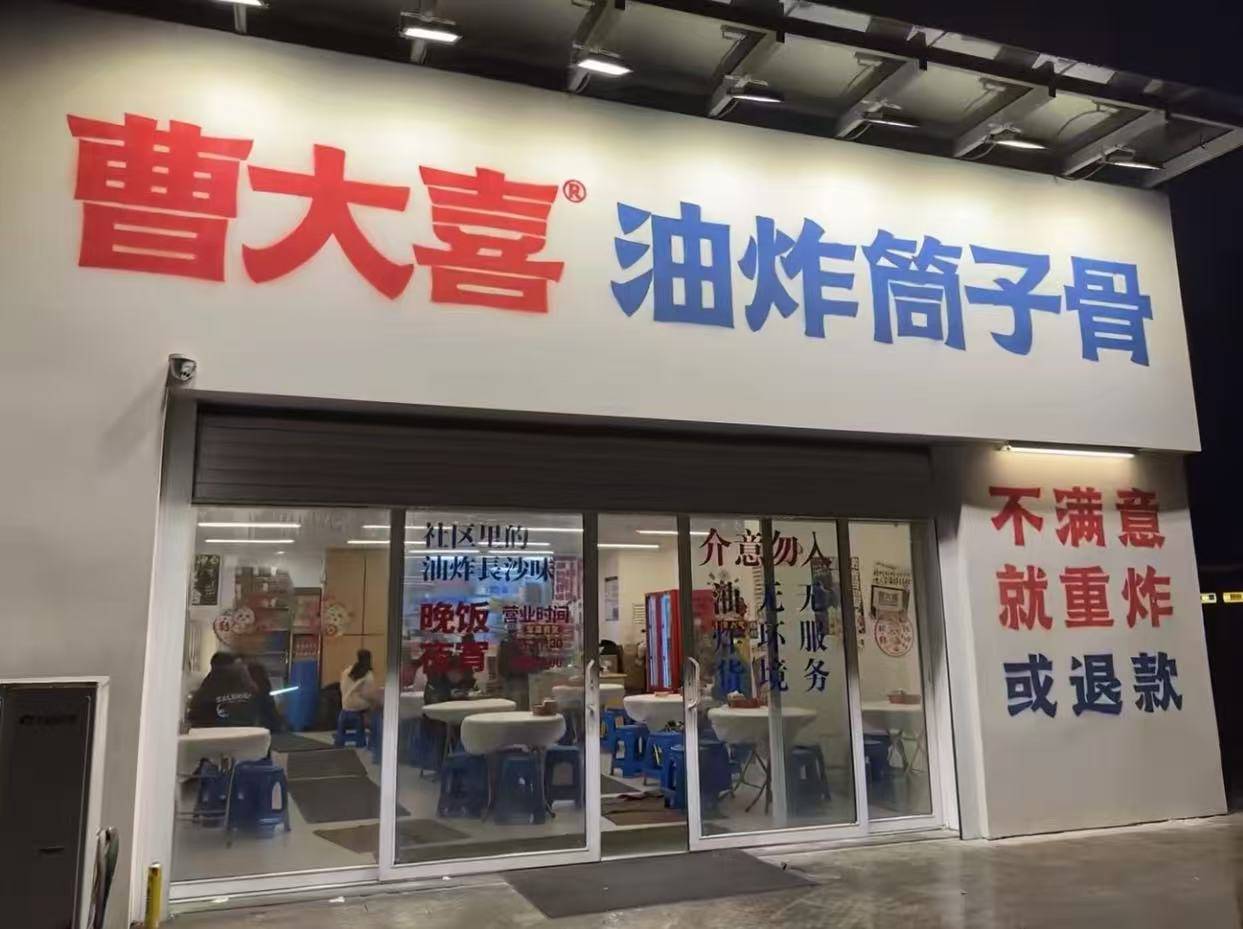 曹大喜® 油炸筒子骨
不满意
就重炸
或退款
社区里的
油炸長沙味
晚饭
夜宵
营业时间
介意勿入
无服务
无环境
油炸货